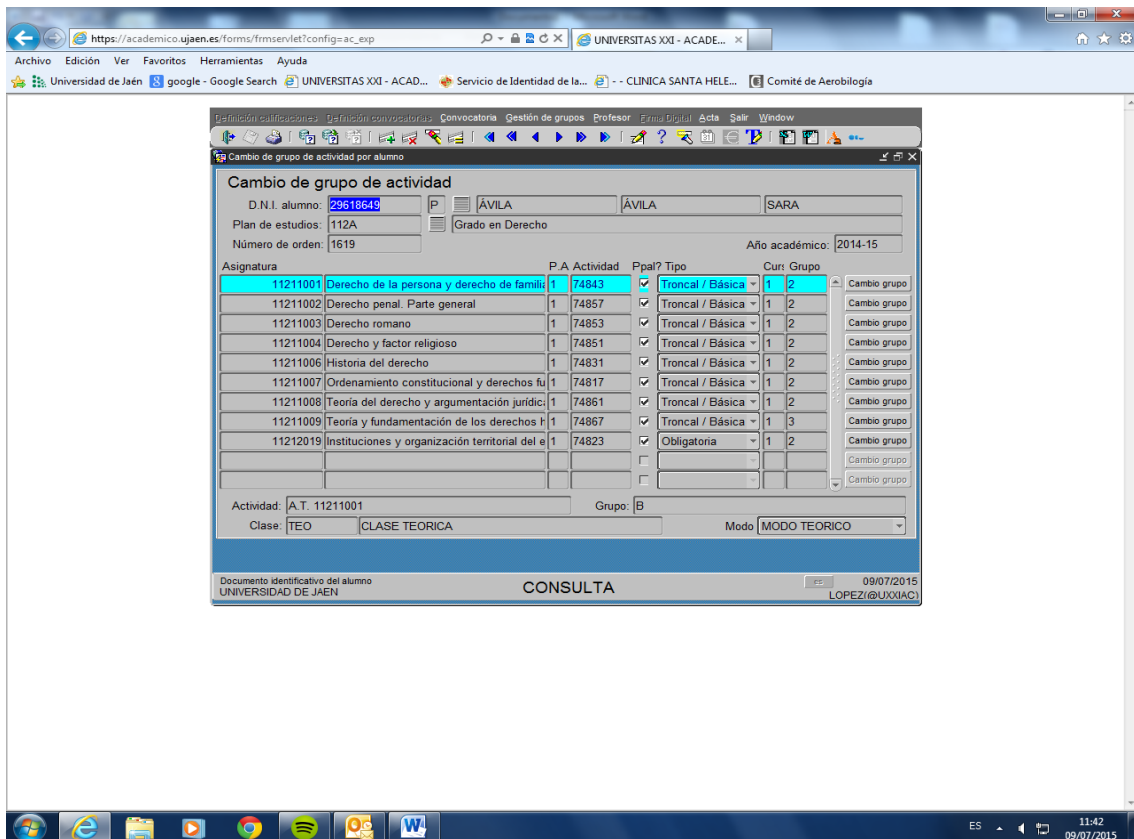 https://academico.ujaen.es/forms/frmservlet?config=ac_exp
UNIVERSITAS XXI - ACADE...
Archivo Edición Ver Favoritos Herramientas Ayuda
Universidad de Jaén google - Google Search UNIVERSITAS XXI - ACAD... Servicio de Identidad de la... - - CLINICA SANTA HELE... Comité de Aerobilogía
Definición calificaciones Definición convocatorias Convocatoria Gestión de grupos Profesor Firma Digital Acta Salir Window
Cambio de grupo de actividad por alumno
Cambio de grupo de actividad
D.N.I. alumno: 29618649 P ÁVILA ÁVILA SARA
Plan de estudios: 112A Grado en Derecho
Número de orden: 1619 Año académico: 2014-15
Asignatura P.A Actividad Ppal? Tipo Curs Grupo
11211001 Derecho de la persona y derecho de familia 1 74843 Troncal / Básica 1 2 Cambio grupo
11211002 Derecho penal. Parte general 1 74857 Troncal / Básica 1 2 Cambio grupo
11211003 Derecho romano 1 74853 Troncal / Básica 1 2 Cambio grupo
11211004 Derecho y factor religioso 1 74851 Troncal / Básica 1 2 Cambio grupo
11211006 Historia del derecho 1 74831 Troncal / Básica 1 2 Cambio grupo
11211007 Ordenamiento constitucional y derechos fu 1 74817 Troncal / Básica 1 2 Cambio grupo
11211008 Teoría del derecho y argumentación jurídica 1 74861 Troncal / Básica 1 2 Cambio grupo
11211009 Teoría y fundamentación de los derechos h 1 74867 Troncal / Básica 1 3 Cambio grupo
11212019 Instituciones y organización territorial del e 1 74823 Obligatoria 1 2 Cambio grupo
Cambio grupo
Cambio grupo
Actividad: A.T. 11211001 Grupo: B
Clase: TEO CLASE TEORICA Modo MODO TEORICO
Documento identificativo del alumno
UNIVERSIDAD DE JAEN CONSULTA es 09/07/2015
LOPEZ(@UXXIAC)
ES 11:42
09/07/2015